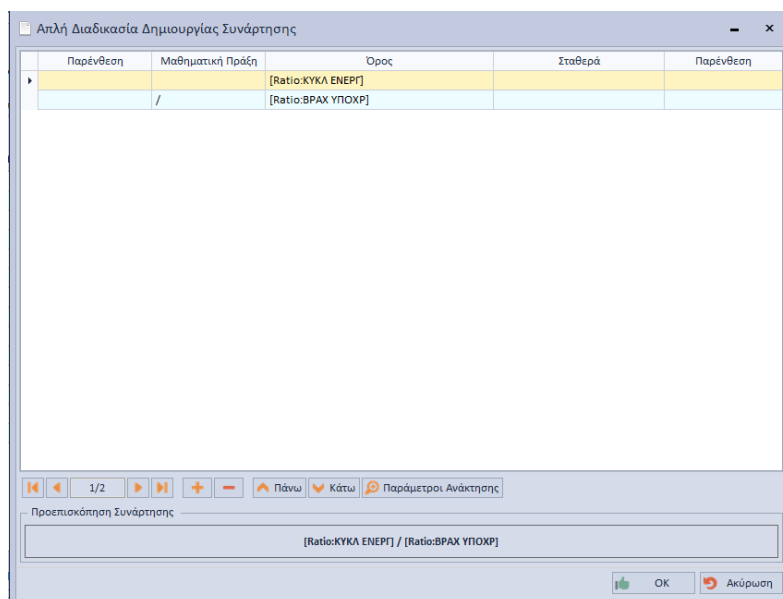 Απλή Διαδικασία Δημιουργίας Συνάρτησης
Παρένθεση Μαθηματική Πράξη Όρος Σταθερά Παρένθεση
[Ratio:ΚΥΚΛ ΕΝΕΡΓ]
/ [Ratio:ΒΡΑΧ ΥΠΟΧΡ]
1/2 Πάνω Κάτω Παράμετροι Ανάκτησης
Προεπισκόπηση Συνάρτησης
[Ratio:ΚΥΚΛ ΕΝΕΡΓ] / [Ratio:ΒΡΑΧ ΥΠΟΧΡ]
OK Ακύρωση